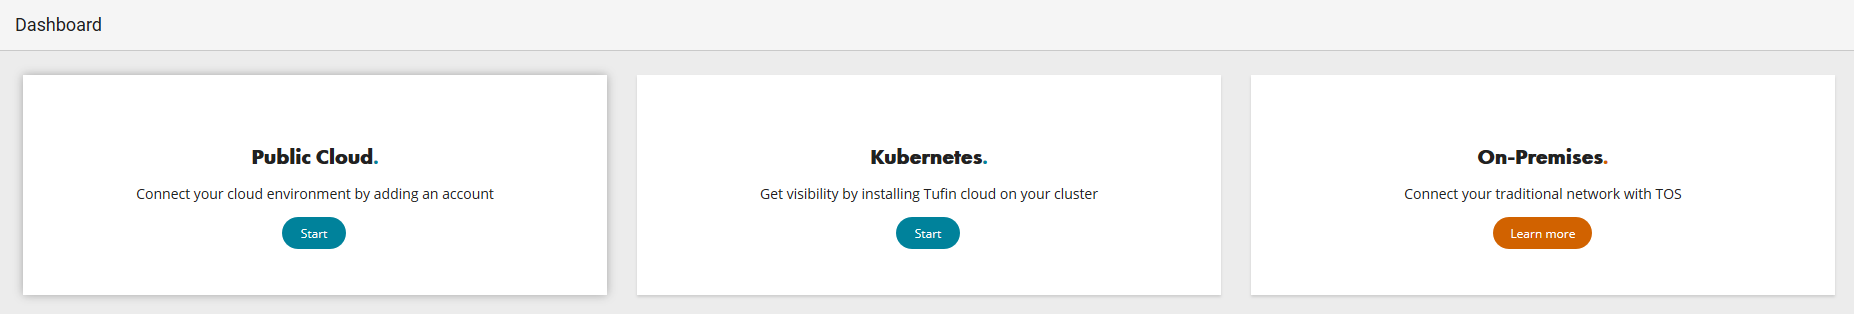 Dashboard
Public Cloud.
Connect your cloud environment by adding an account
Start
Kubernetes.
Get visibility by installing Tufin cloud on your cluster
Start
On-Premises.
Connect your traditional network with TOS
Learn more